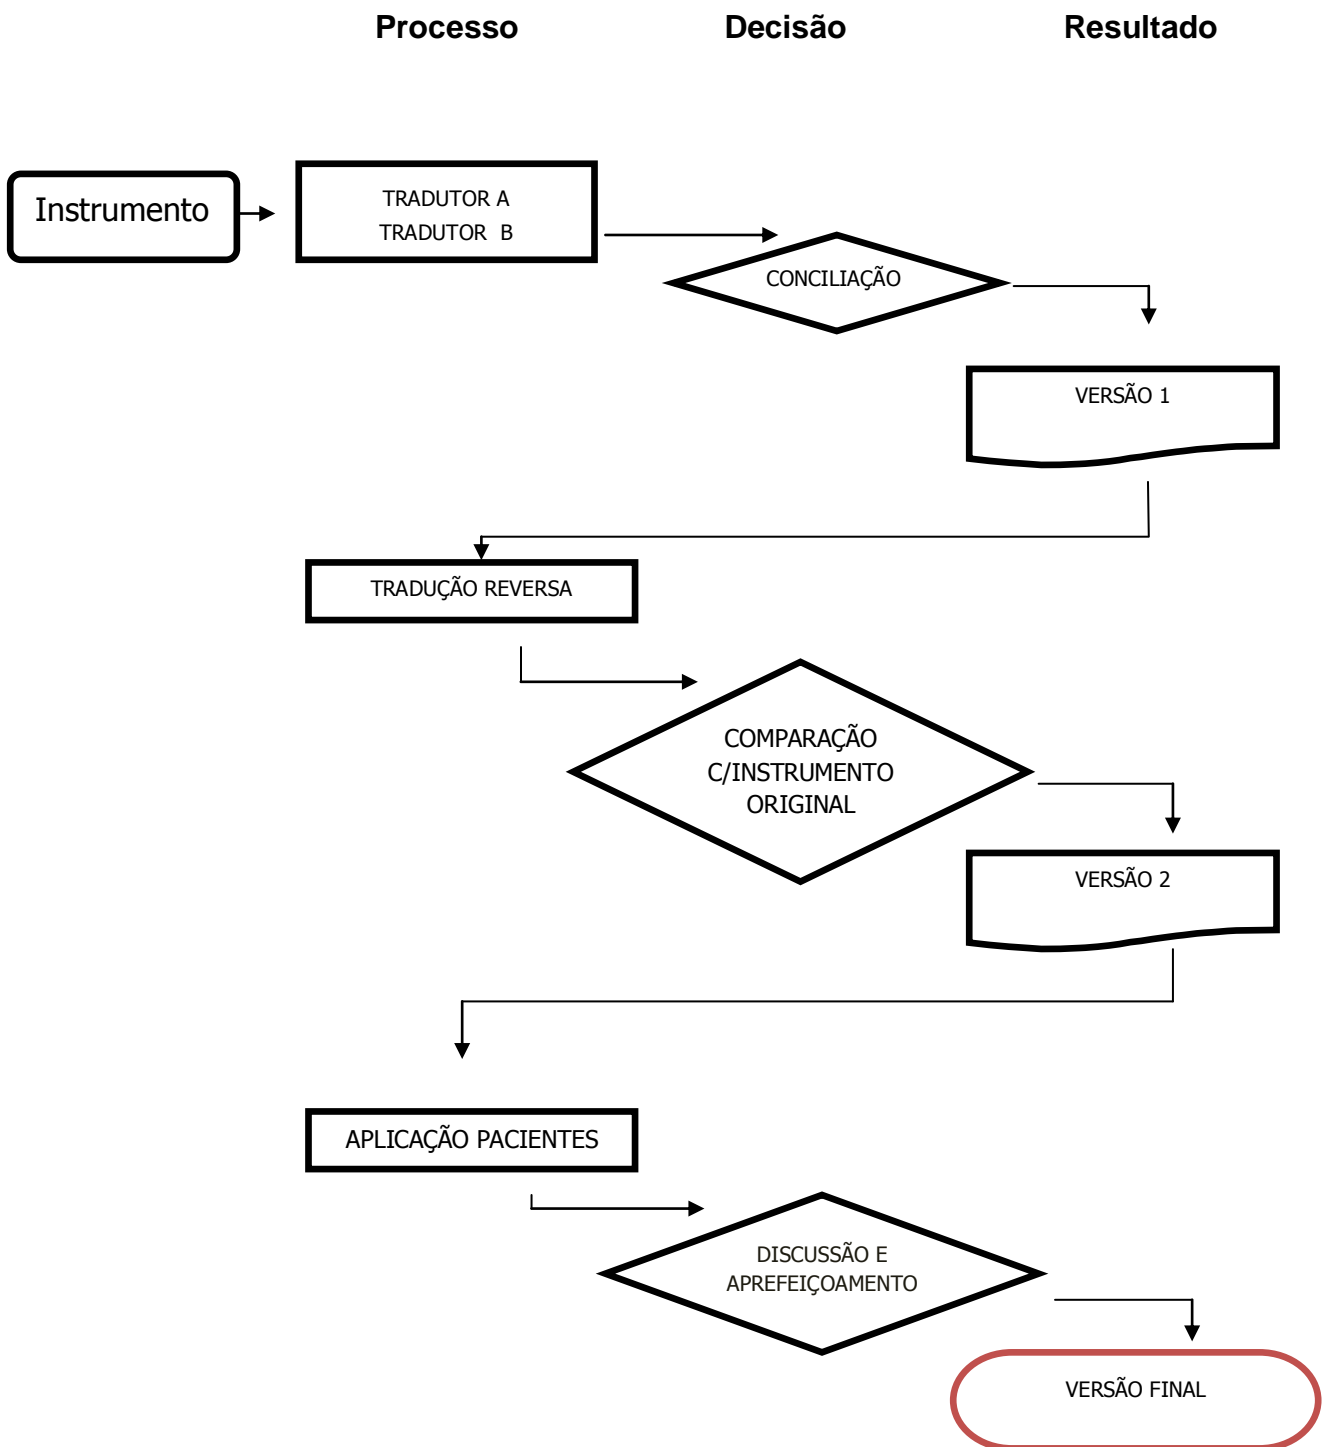 Processo Decisão Resultado
Instrumento
TRADUTOR A
TRADUTOR B
CONCILIAÇÃO
VERSÃO 1
TRADUÇÃO REVERSA
COMPARAÇÃO
C/INSTRUMENTO
ORIGINAL
VERSÃO 2
APLICAÇÃO PACIENTES
DISCUSSÃO E
APREFEIÇOAMENTO
VERSÃO FINAL